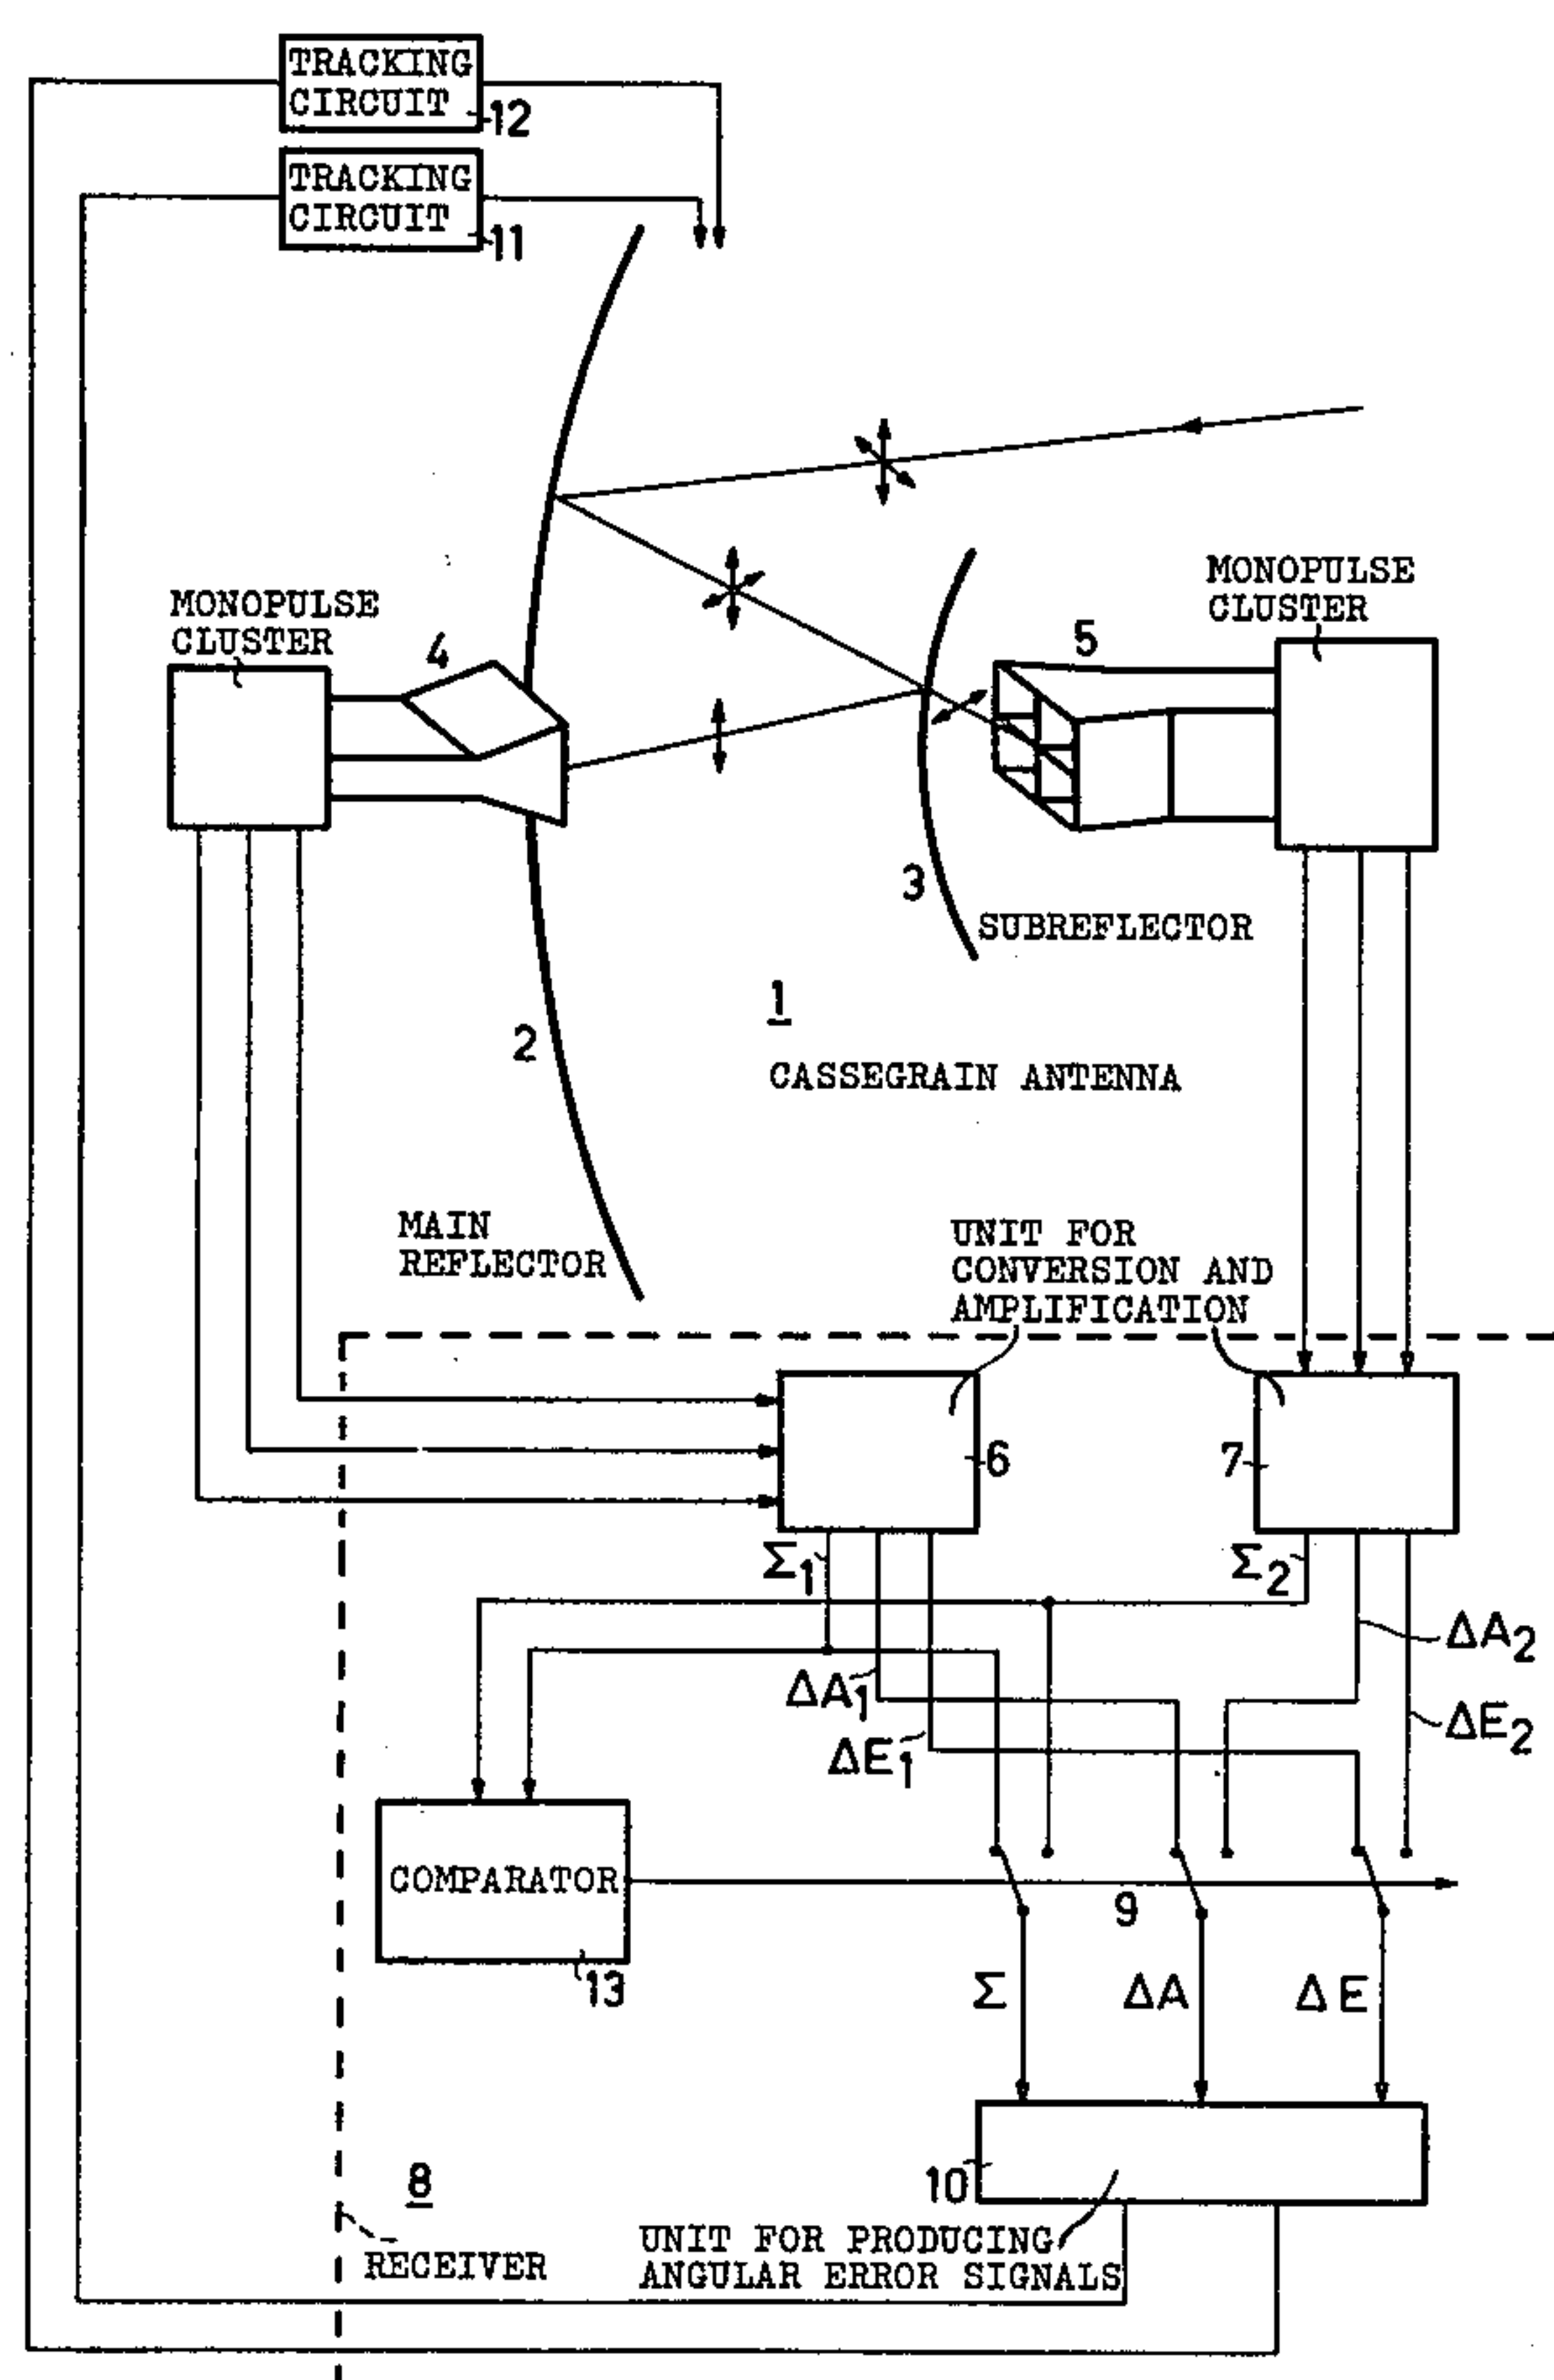 TRACKING
CIRCUIT
12
TRACKING
CIRCUIT
11
MONOPULSE
CLUSTER
MONOPULSE
CLUSTER
4
5
3
SUBREFLECTOR
1
2
CASSEGRAIN ANTENNA
MAIN
REFLECTOR
UNIT FOR
CONVERSION AND
AMPLIFICATION
6
7
Σ1
Σ2
ΔA1
ΔA2
ΔE1
ΔE2
COMPARATOR
9
13
Σ
ΔA
ΔE
10
8
RECEIVER
UNIT FOR PRODUCING
ANGULAR ERROR SIGNALS